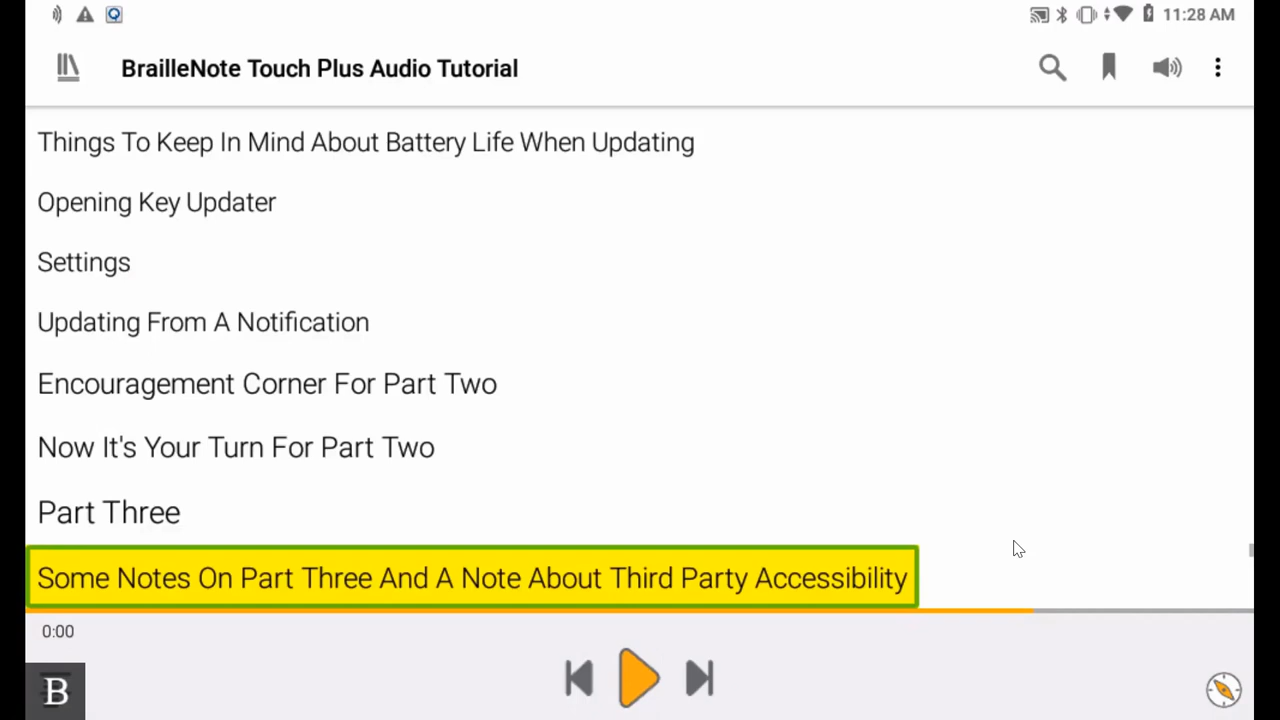 11:28 AM
BrailleNote Touch Plus Audio Tutorial
Things To Keep In Mind About Battery Life When Updating
Opening Key Updater
Settings
Updating From A Notification
Encouragement Corner For Part Two
Now It's Your Turn For Part Two
Part Three
Some Notes On Part Three And A Note About Third Party Accessibility
0:00
B